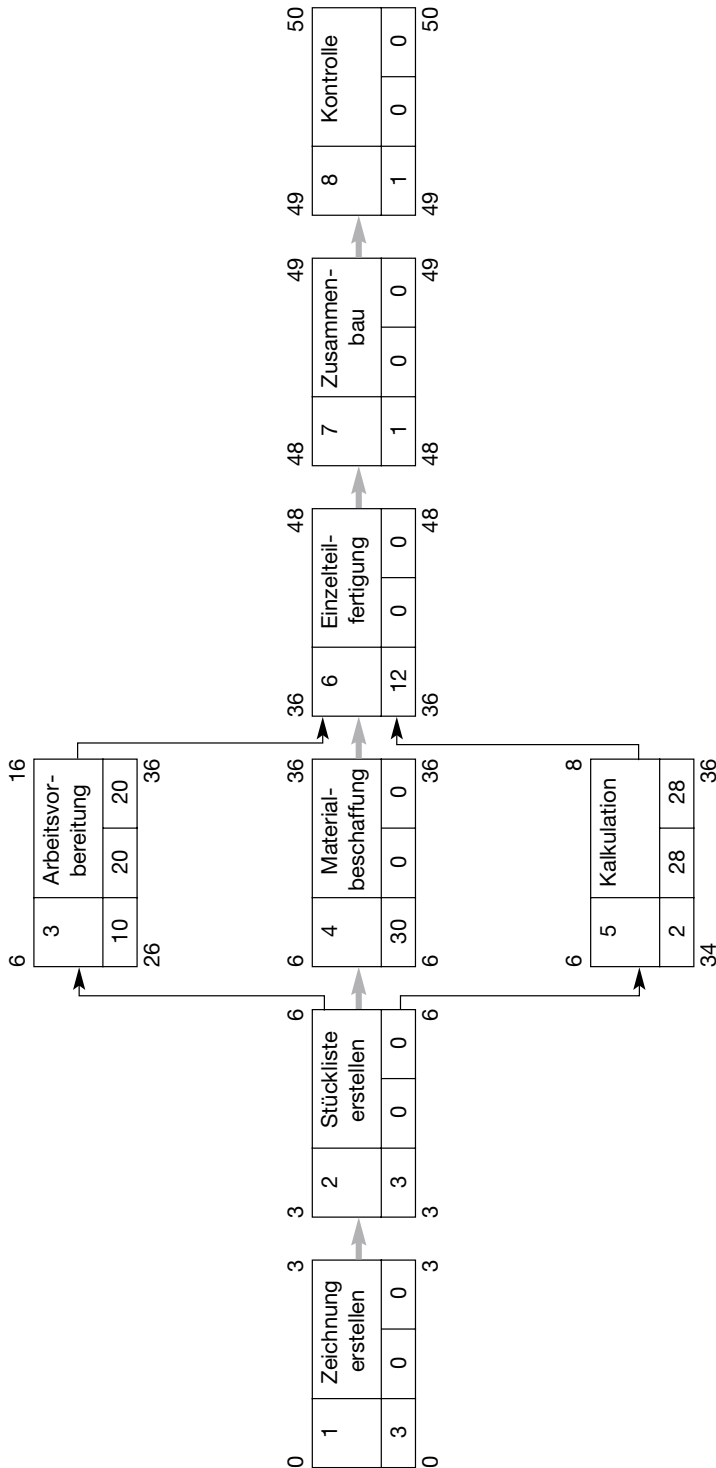 0 3
1 Zeichnung
erstellen
3 0 0
0 3
3 6
2 Stückliste
erstellen
3 0 0
3 6
6 16
3 Arbeitsvor-
bereitung
10 20 20
26 36
6 36
4 Material-
beschaffung
30 0 0
6 36
6 8
5 Kalkulation
2 28 28
34 36
36 48
6 Einzelteil-
fertigung
12 0 0
36 48
48 49
7 Zusammen-
bau
1 0 0
48 49
49 50
8 Kontrolle
1 0 0
49 50